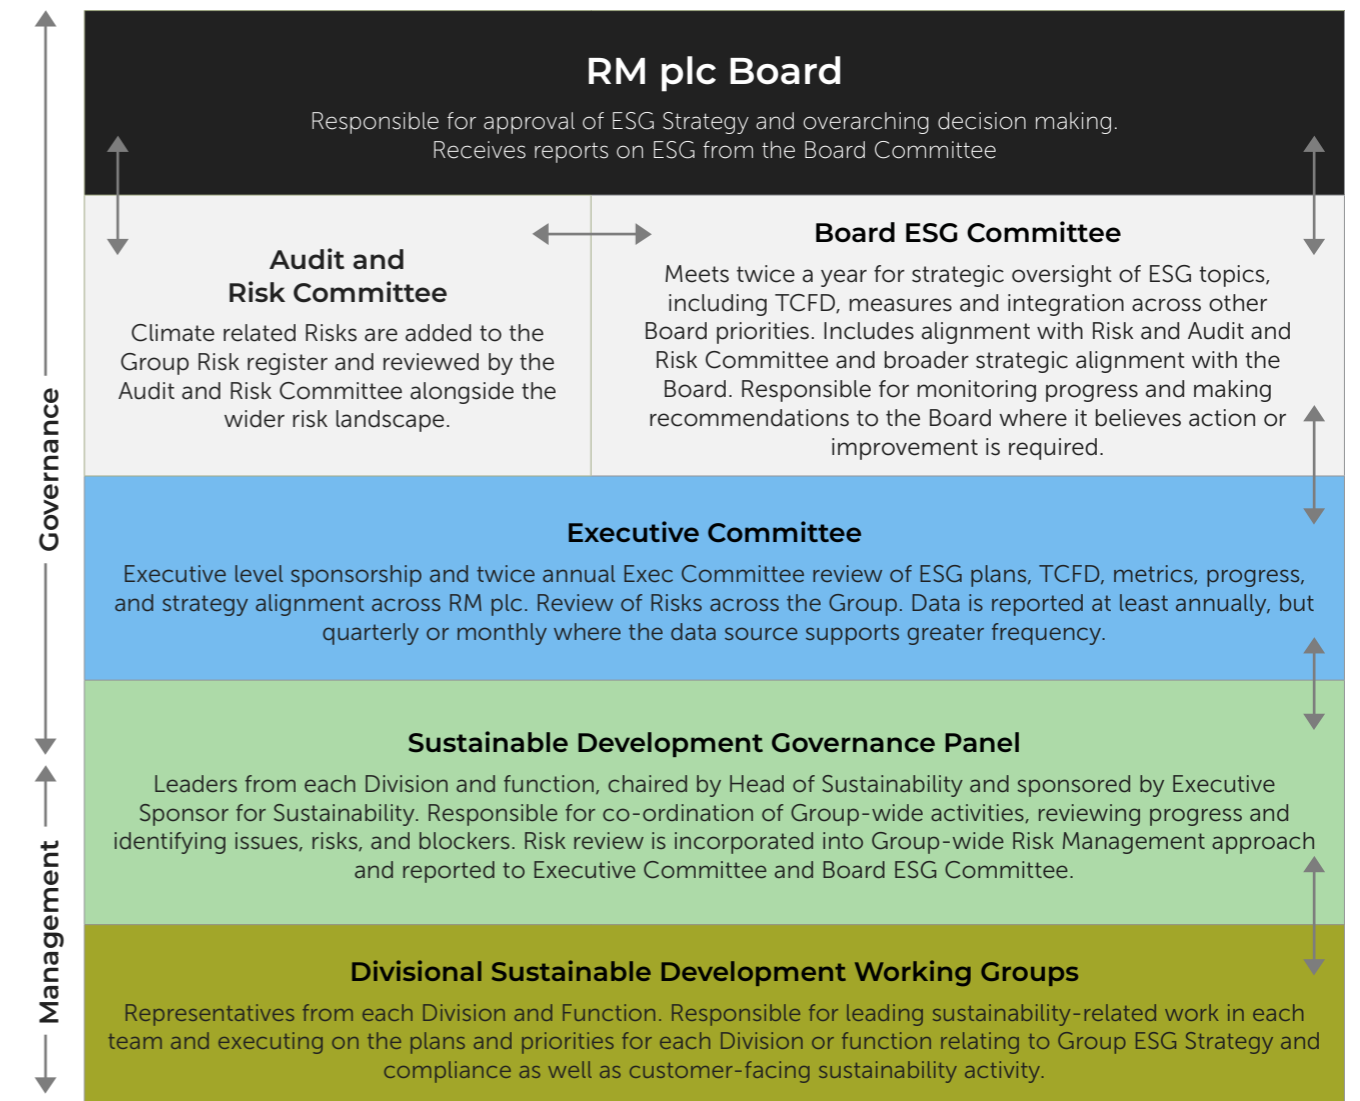 RM plc Board
Responsible for approval of ESG Strategy and overarching decision making.
Receives reports on ESG from the Board Committee
Audit and
Risk Committee
Climate related Risks are added to the
Group Risk register and reviewed by the
Audit and Risk Committee alongside the
wider risk landscape.
Board ESG Committee
Meets twice a year for strategic oversight of ESG topics,
including TCFD, measures and integration across other
Board priorities. Includes alignment with Risk and Audit and
Risk Committee and broader strategic alignment with the
Board. Responsible for monitoring progress and making
recommendations to the Board where it believes action or
improvement is required.
Governance
Executive Committee
Executive level sponsorship and twice annual Exec Committee review of ESG plans, TCFD, metrics, progress,
and strategy alignment across RM plc. Review of Risks across the Group. Data is reported at least annually, but
quarterly or monthly where the data source supports greater frequency.
Sustainable Development Governance Panel
Leaders from each Division and function, chaired by Head of Sustainability and sponsored by Executive
Sponsor for Sustainability. Responsible for co-ordination of Group-wide activities, reviewing progress and
identifying issues, risks, and blockers. Risk review is incorporated into Group-wide Risk Management approach
and reported to Executive Committee and Board ESG Committee.
Management
Divisional Sustainable Development Working Groups
Representatives from each Division and Function. Responsible for leading sustainability-related work in each
team and executing on the plans and priorities for each Division or function relating to Group ESG Strategy and
compliance as well as customer-facing sustainability activity.